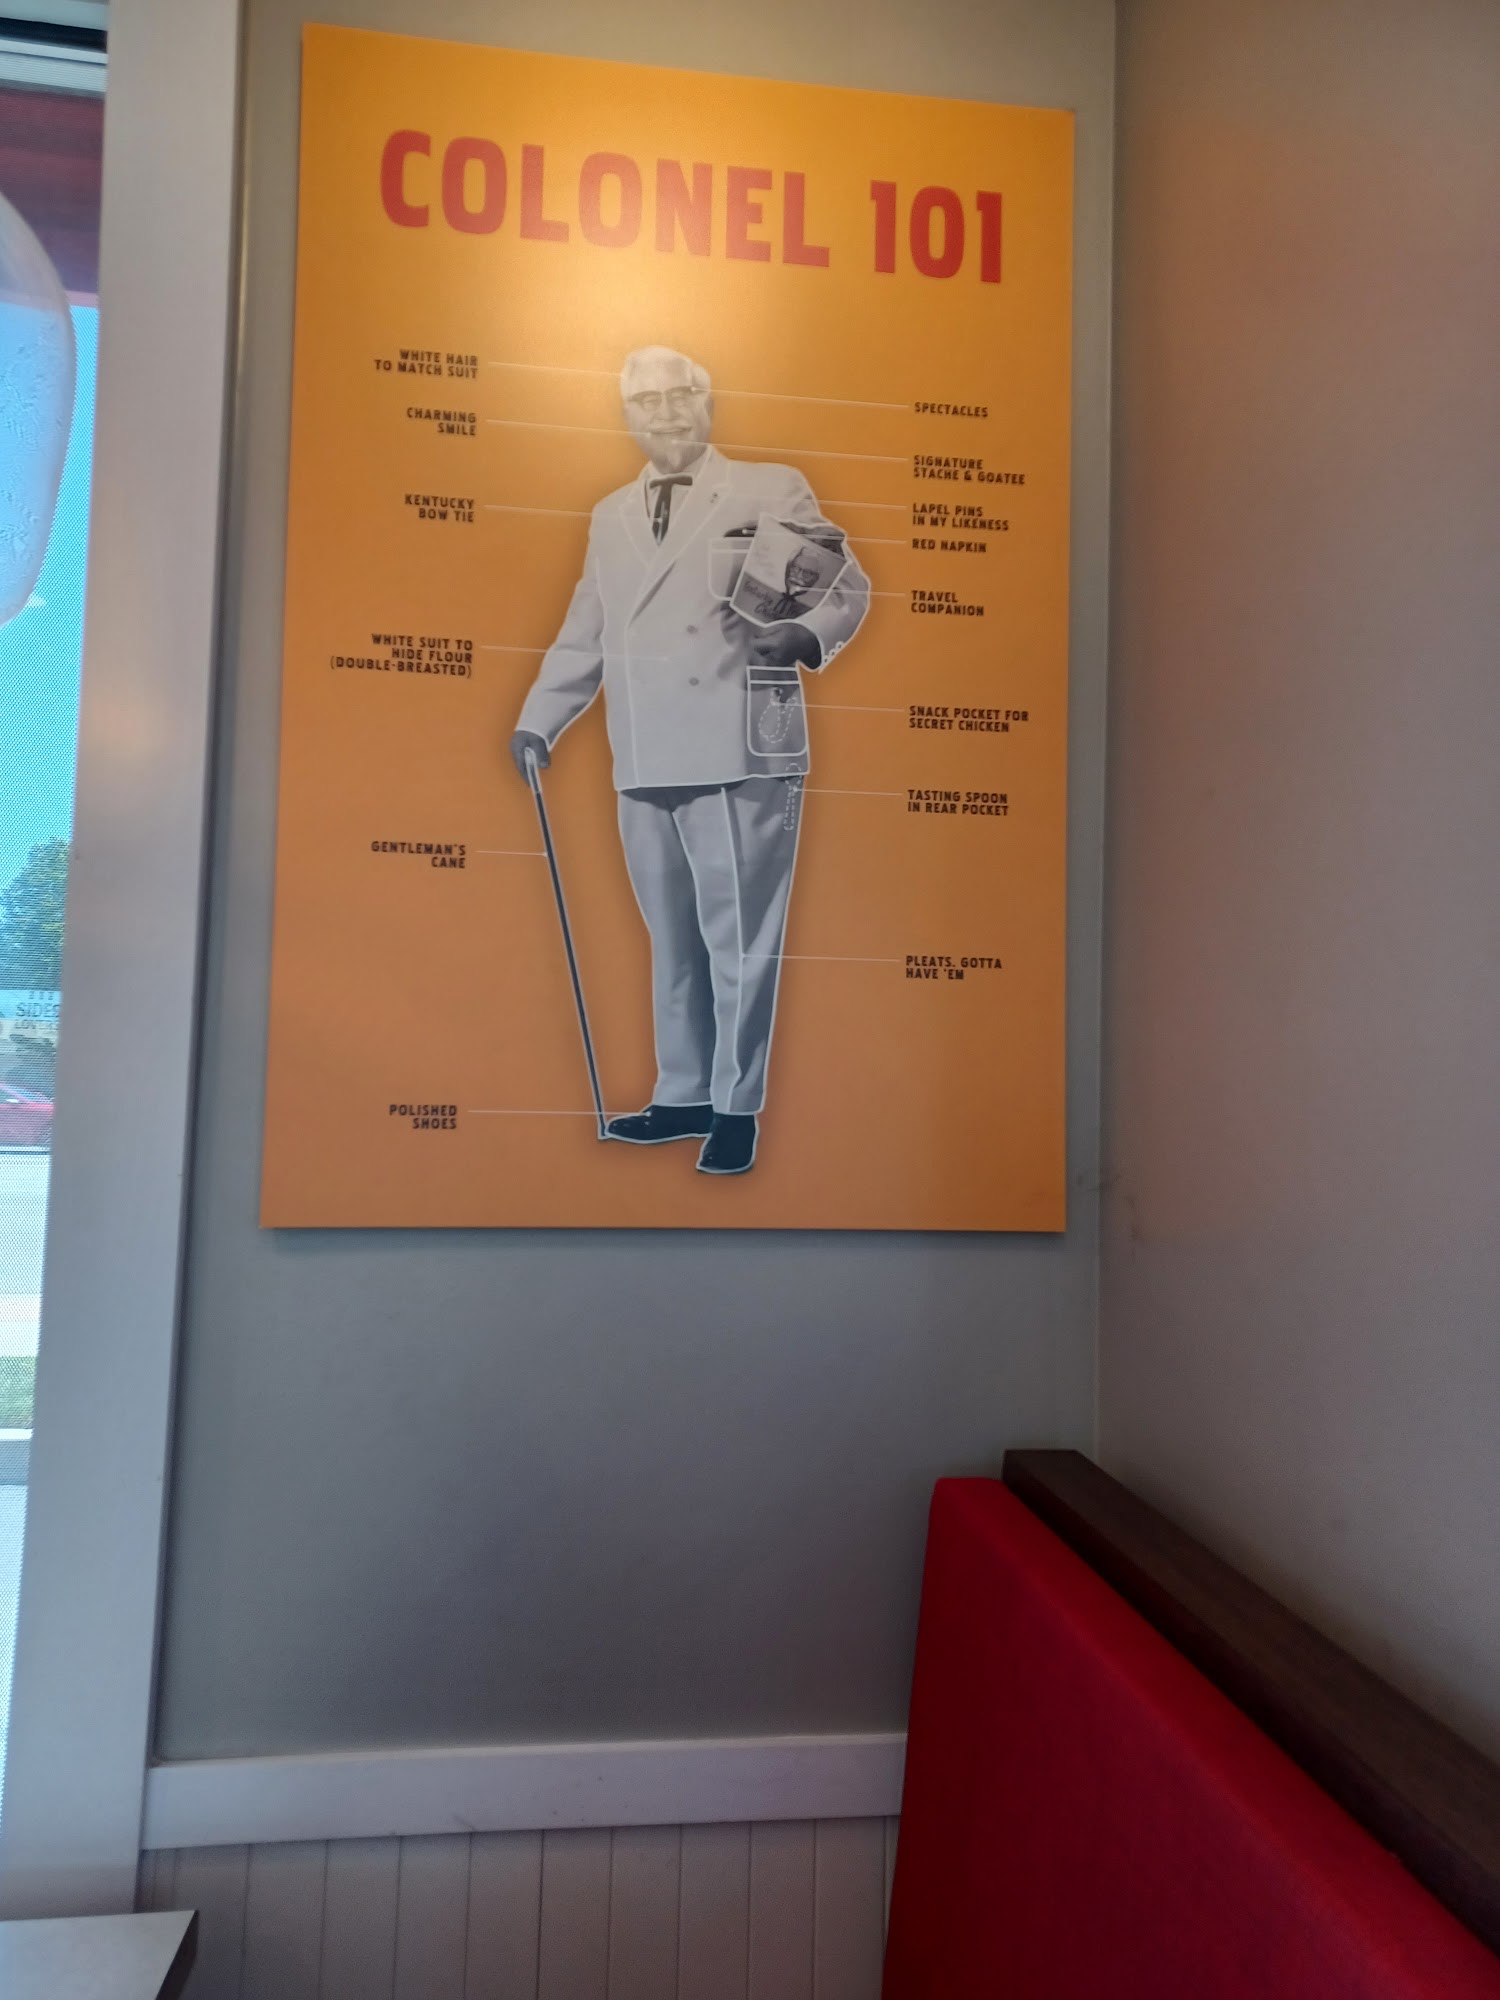 COLONEL 101
WHITE HAIR
TO MATCH SUIT
CHARMING
SMILE
KENTUCKY
BOW TIE
WHITE SUIT TO
HIDE FLOUR
(DOUBLE-BREASTED)
GENTLEMAN'S
CANE
POLISHED
SHOES
SPECTACLES
SIGNATURE
STACHE & GOATEE
LAPEL PINS
IN MY LIKENESS
RED NAPKIN
TRAVEL
COMPANION
SNACK POCKET FOR
SECRET CHICKEN
TASTING SPOON
IN REAR POCKET
PLEATS. GOTTA
HAVE 'EM
SIDES